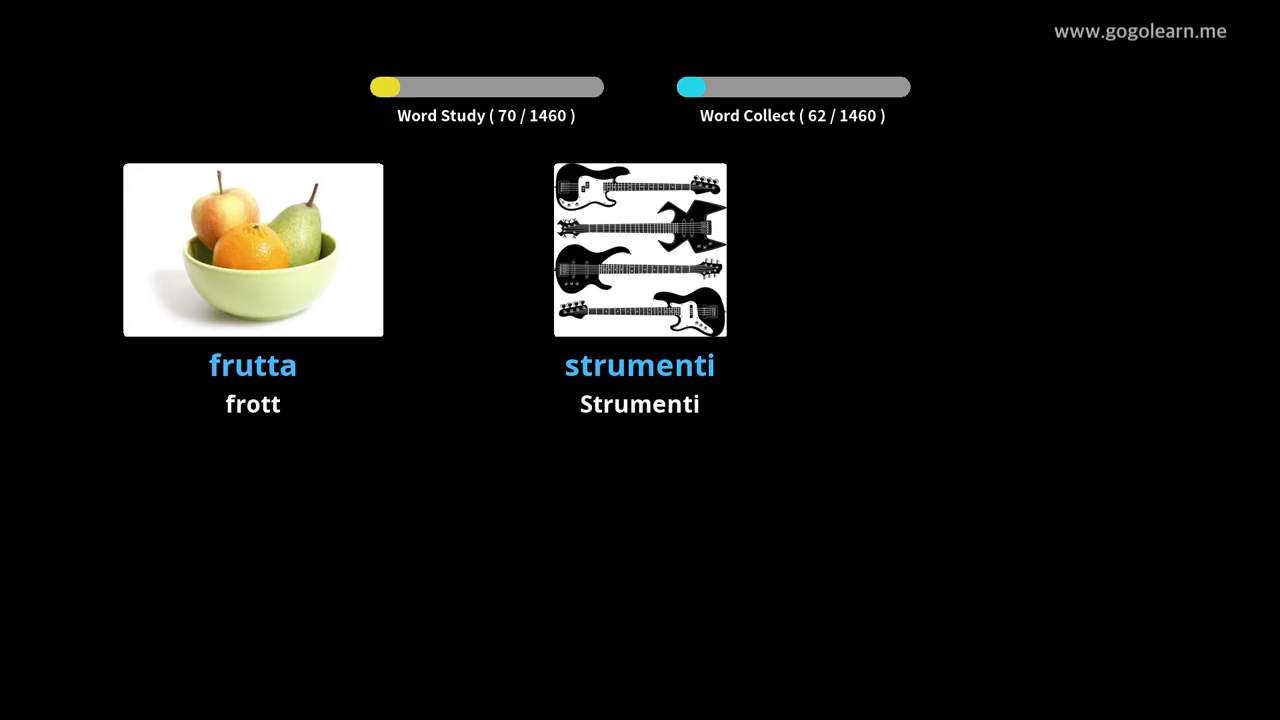 www.gogolearn.me
Word Study ( 70 / 1460 )
Word Collect ( 62 / 1460 )
frutta
frott
strumenti
Strumenti